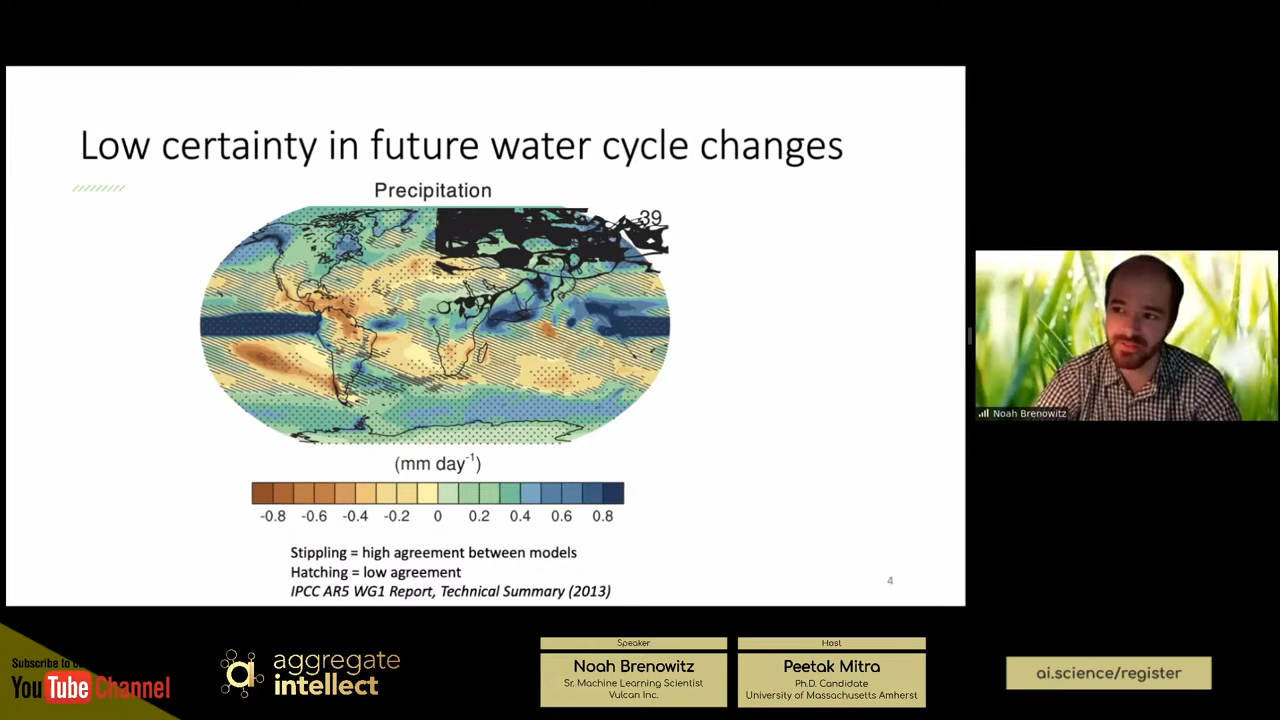 Low certainty in future water cycle changes
Precipitation
39
(mm day-1)
-0.8 -0.6 -0.4 -0.2 0 0.2 0.4 0.6 0.8
Stippling = high agreement between models
Hatching = low agreement
IPCC AR5 WG1 Report, Technical Summary (2013)
4
Noah Brenowitz
Subscribe to
YouTube Channel
aggregate
intellect
Speaker
Noah Brenowitz
Sr. Machine Learning Scientist
Vulcan Inc.
Host
Peetak Mitra
Ph.D. Candidate
University of Massachusetts Amherst
ai.science/register